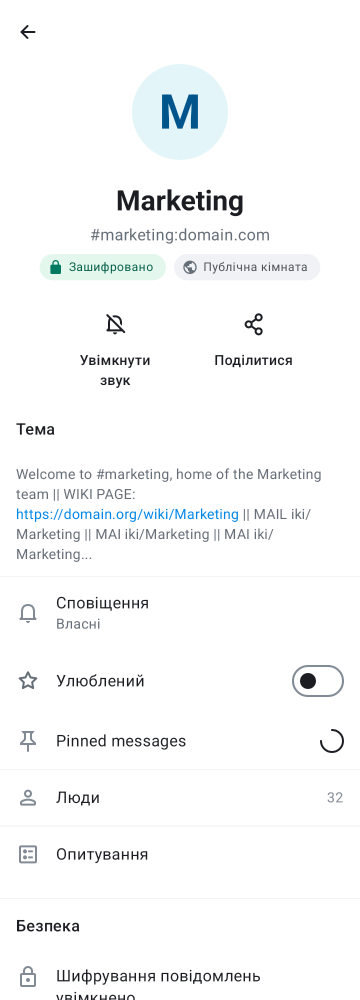 M
Marketing
#marketing:domain.com
Зашифровано
Публічна кімната
Увімкнути
звук
Поділитися
Тема
Welcome to #marketing, home of the Marketing
team || WIKI PAGE:
https://domain.org/wiki/Marketing || MAIL iki/
Marketing || MAI iki/Marketing || MAI iki/
Marketing...
Сповіщення
Власні
Улюблений
Pinned messages
Люди
32
Опитування
Безпека
Шифрування повідомлень
увімкнено